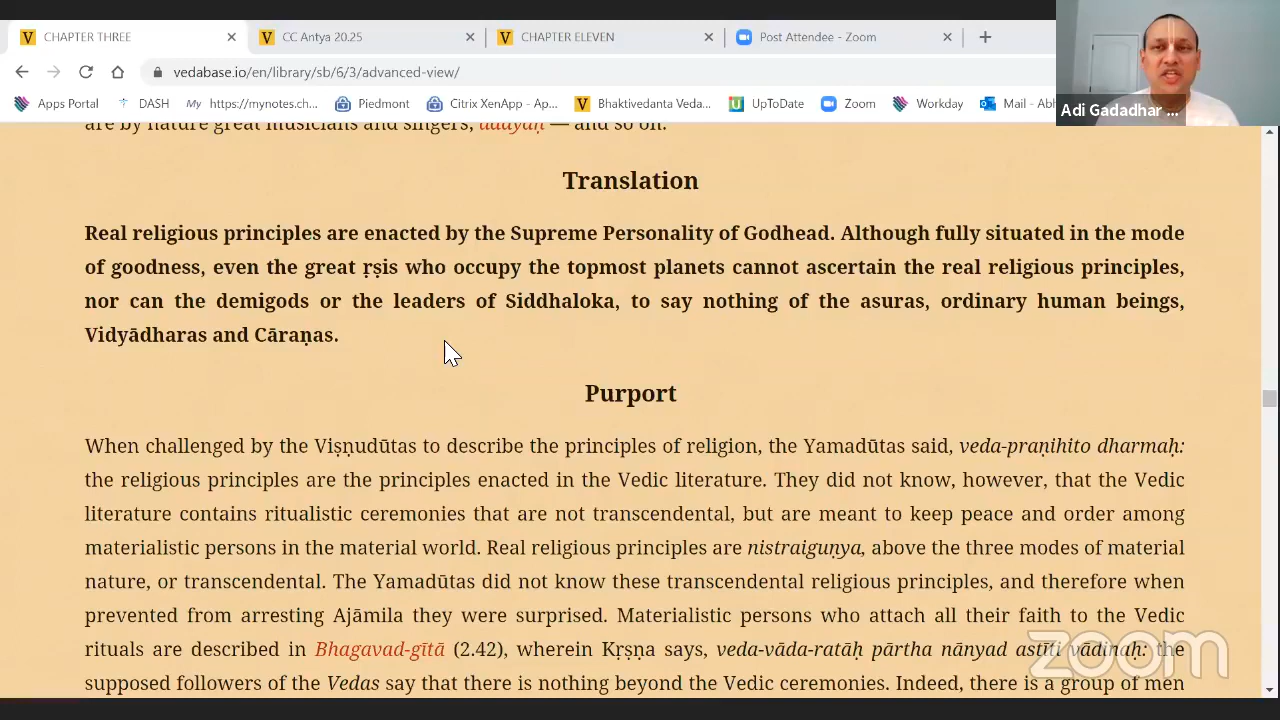 CHAPTER THREE
CC Antya 20.25
CHAPTER ELEVEN
Post Attendee - Zoom
vedabase.io/en/library/sb/6/3/advanced-view/
Apps Portal
DASH
My https://mynotes.ch...
Piedmont
Citrix XenApp - Ap...
Bhaktivedanta Veda...
UpToDate
Zoom
Workday
Mail - Abh
Adi Gadadhar ...
are by nature great musicians and singers, ādayaḥ — and so on.
Translation
Real religious principles are enacted by the Supreme Personality of Godhead. Although fully situated in the mode
of goodness, even the great ṛṣis who occupy the topmost planets cannot ascertain the real religious principles,
nor can the demigods or the leaders of Siddhaloka, to say nothing of the asuras, ordinary human beings,
Vidyādharas and Cāraṇas.
Purport
When challenged by the Viṣṇudūtas to describe the principles of religion, the Yamadūtas said, veda-praṇihito dharmaḥ:
the religious principles are the principles enacted in the Vedic literature. They did not know, however, that the Vedic
literature contains ritualistic ceremonies that are not transcendental, but are meant to keep peace and order among
materialistic persons in the material world. Real religious principles are nistraiguṇya, above the three modes of material
nature, or transcendental. The Yamadūtas did not know these transcendental religious principles, and therefore when
prevented from arresting Ajāmila they were surprised. Materialistic persons who attach all their faith to the Vedic
rituals are described in Bhagavad-gītā (2.42), wherein Kṛṣṇa says, veda-vāda-ratāḥ pārtha nānyad astīti vādinaḥ: the
supposed followers of the Vedas say that there is nothing beyond the Vedic ceremonies. Indeed, there is a group of men
zoom